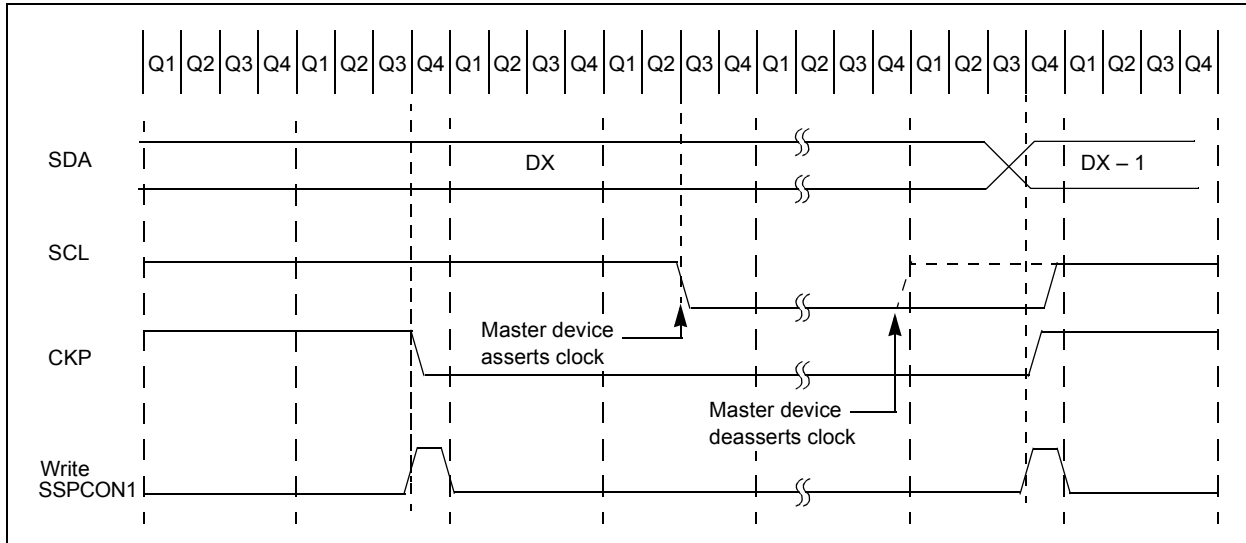 Q1 Q2 Q3 Q4 Q1 Q2 Q3 Q4 Q1 Q2 Q3 Q4 Q1 Q2 Q3 Q4 Q1 Q2 Q3 Q4 Q1 Q2 Q3 Q4 Q1 Q2 Q3 Q4
SDA
DX
DX – 1
SCL
Master device
asserts clock
CKP
Master device
deasserts clock
Write
SSPCON1